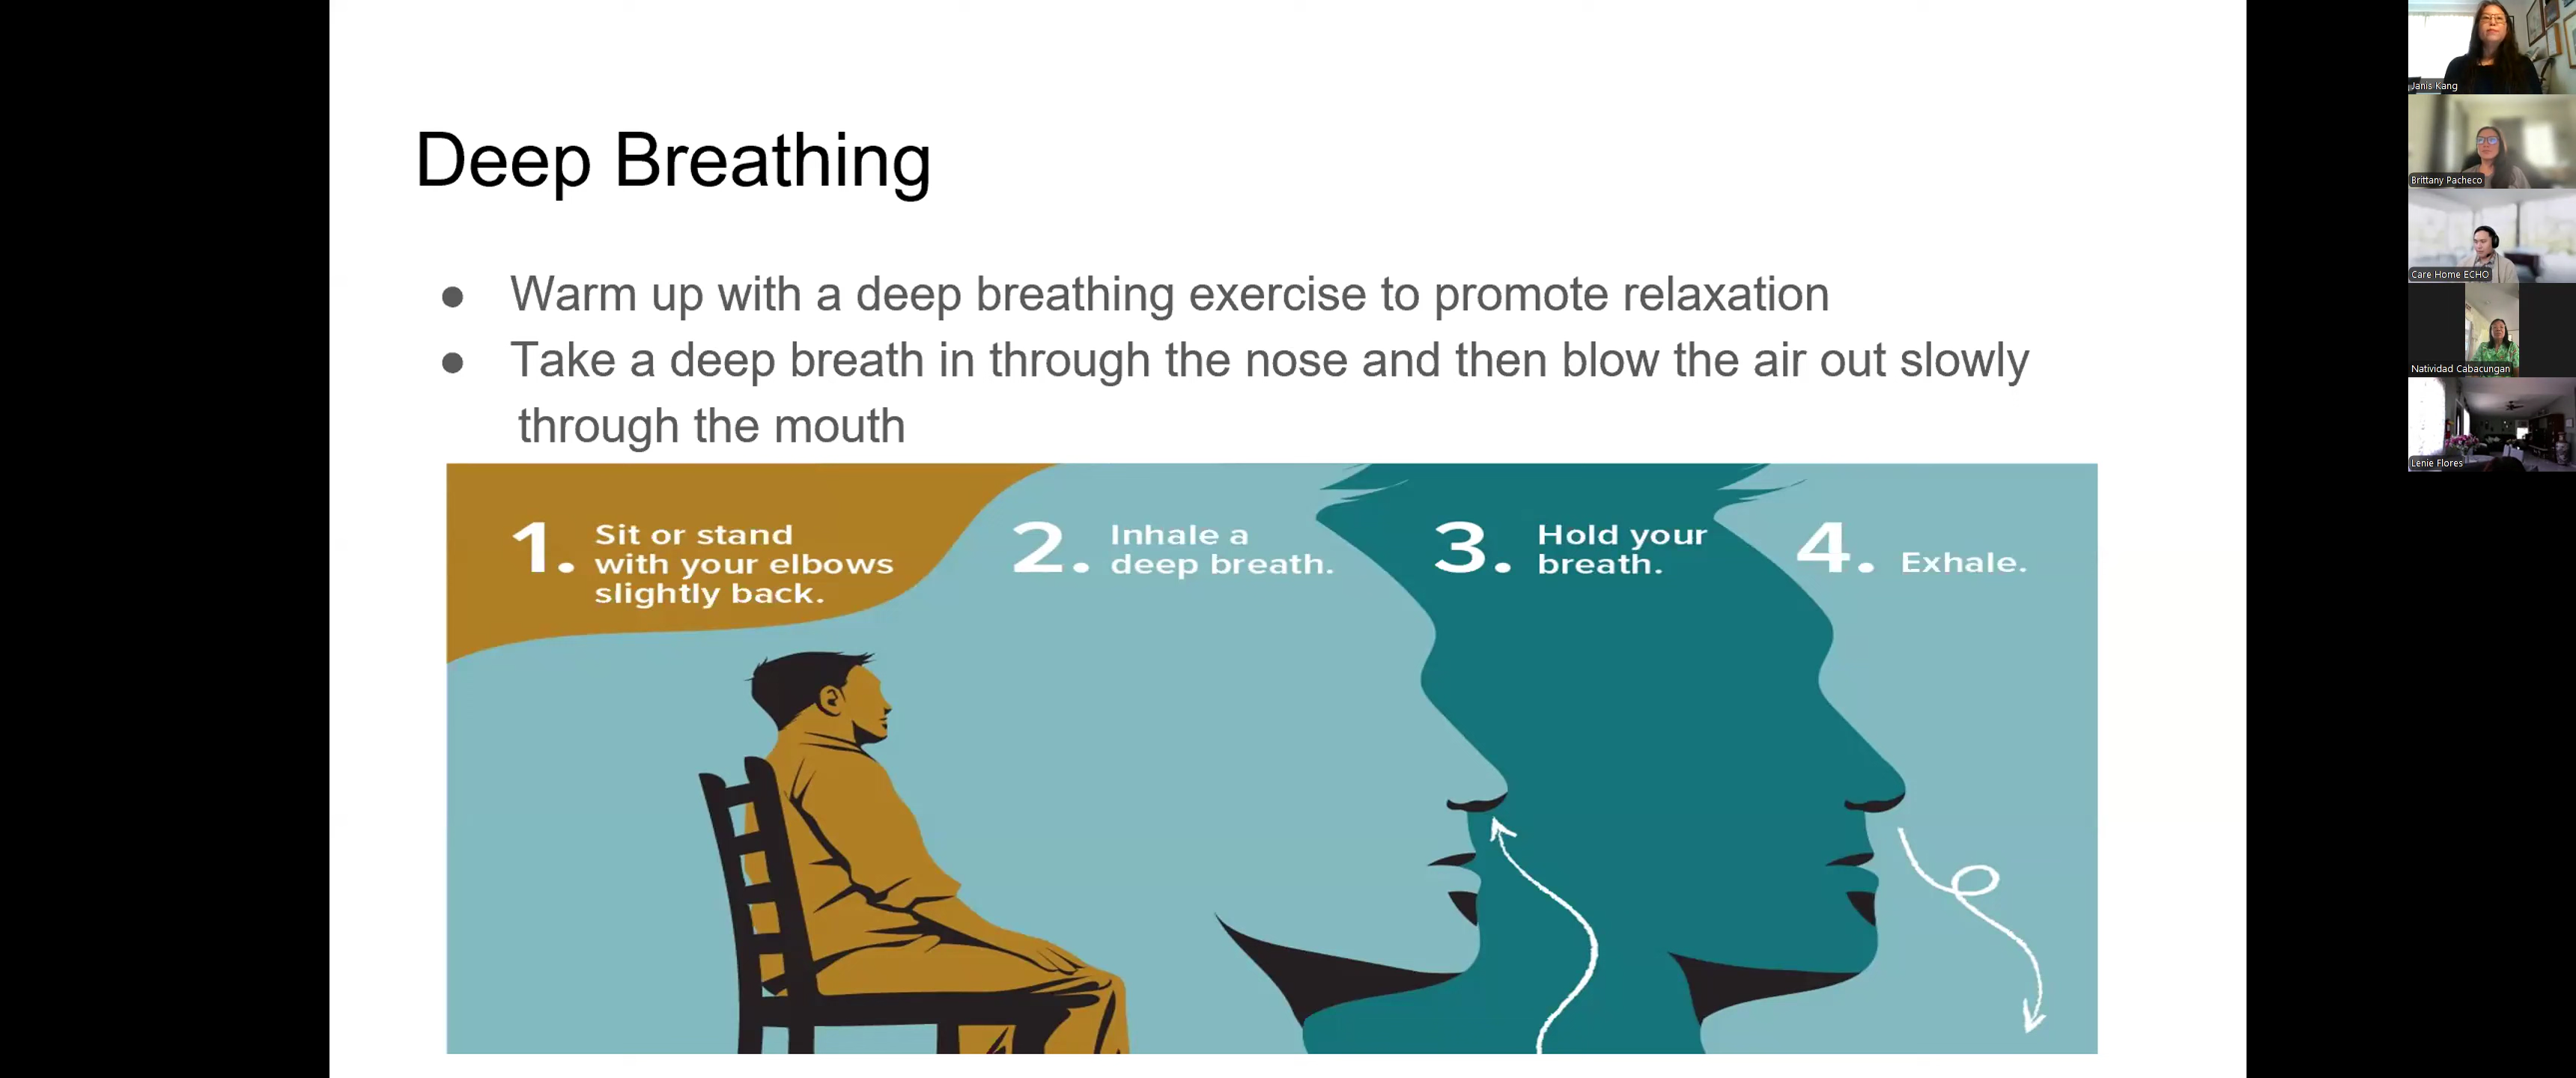 Deep Breathing
● Warm up with a deep breathing exercise to promote relaxation
● Take a deep breath in through the nose and then blow the air out slowly
through the mouth
1. Sit or stand
with your elbows
slightly back.
2. Inhale a
deep breath.
3. Hold your
breath.
4. Exhale.
Janis Kang
Brittany Pacheco
Care Home ECHO
Natividad Cabacungan
Lenie Flores